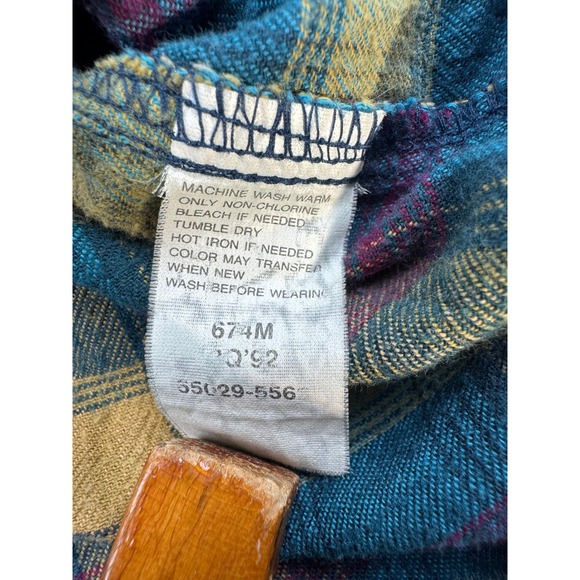 MACHINE WASH WARM
ONLY NON-CHLORINE
BLEACH IF NEEDED
TUMBLE DRY
HOT IRON IF NEEDED
COLOR MAY TRANSFER
WHEN NEW
WASH BEFORE WEARING
674M
'92
55029-556